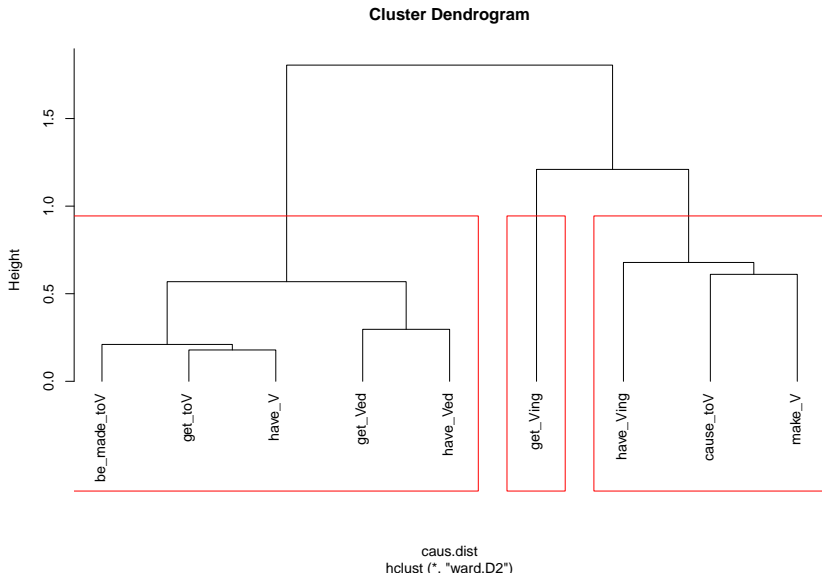 Cluster Dendrogram
Height
0.0
0.5
1.0
1.5
be_made_toV
get_toV
have_V
get_Ved
have_Ved
get_Ving
have_Ving
cause_toV
make_V
caus.dist
hclust (*, "ward.D2")